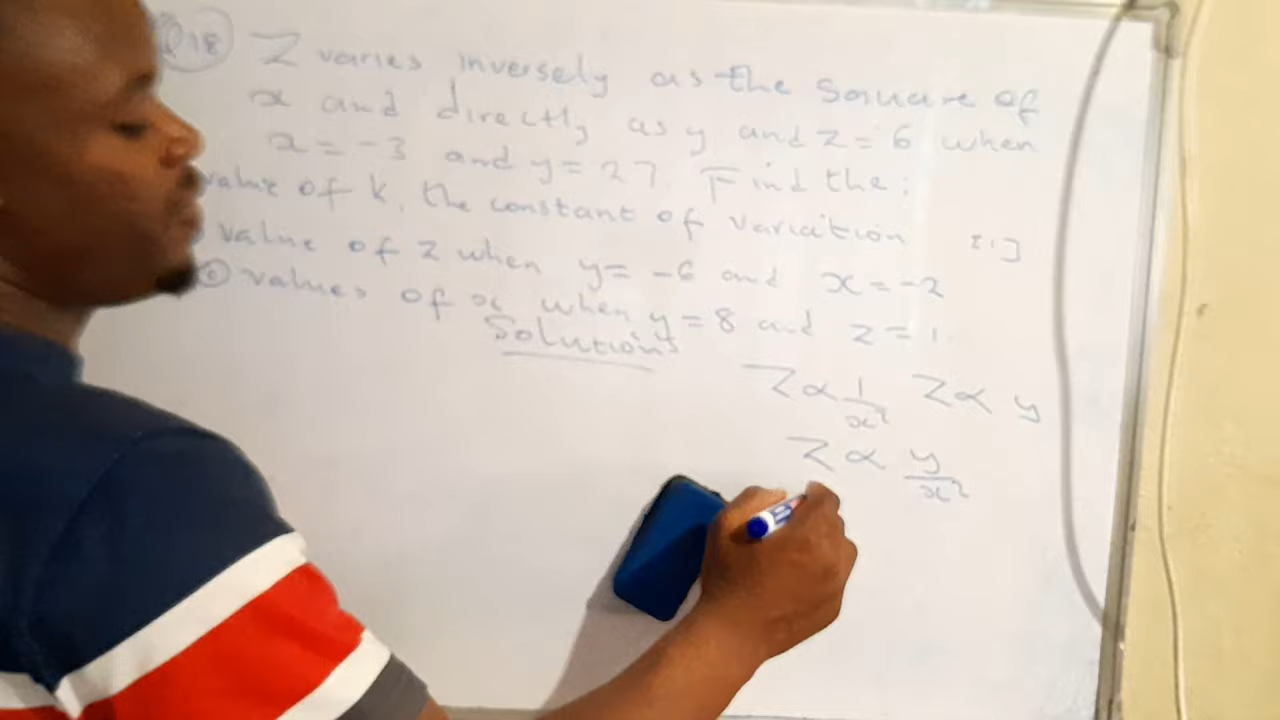 Q18 Z varies inversely as the square of
x and directly as y and z = 6 when
x = -3 and y = 27. Find the:
value of k, the constant of variation [1]
value of z when y = -6 and x = -2
c values of x when y = 8 and z = 1.
Solutions
Z ∝ 1/x² Z ∝ y
Z ∝ y/x²